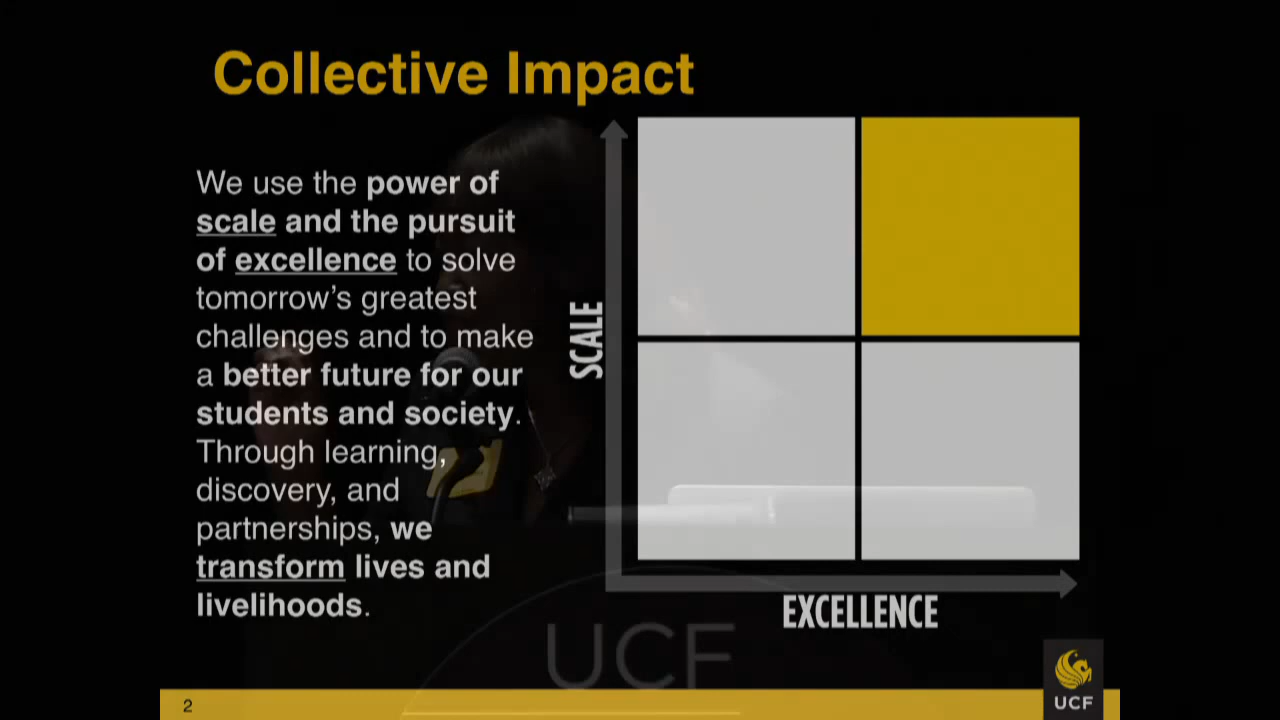 Collective Impact
We use the power of
scale and the pursuit
of excellence to solve
tomorrow's greatest
challenges and to make
a better future for our
students and society.
Through learning,
discovery, and
partnerships, we
transform lives and
livelihoods.
SCALE
EXCELLENCE
UCF
2
UCF